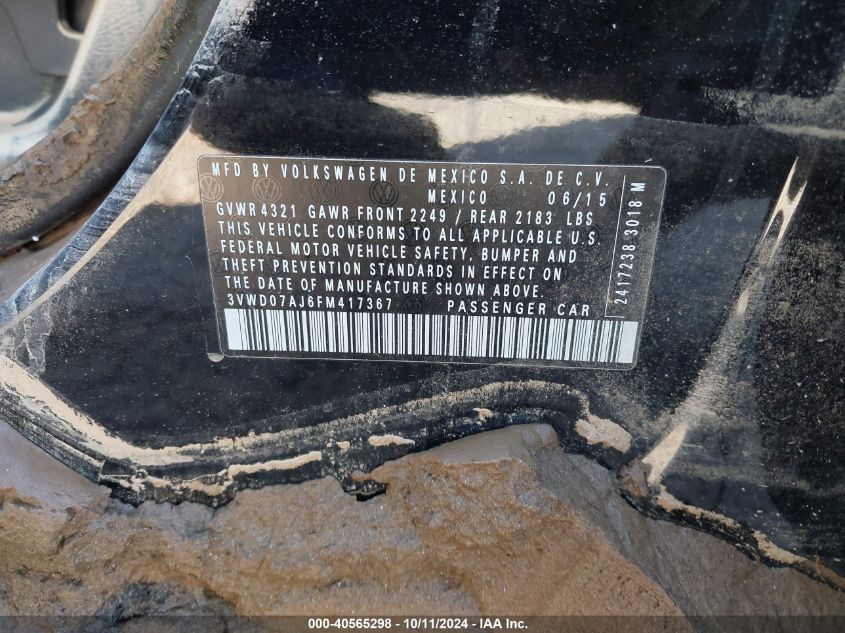 MFD BY VOLKSWAGEN DE MEXICO S.A. DE C.V.
MEXICO 06/15
GVWR 4321 GAWR FRONT 2249 / REAR 2183 LBS
THIS VEHICLE CONFORMS TO ALL APPLICABLE U.S.
FEDERAL MOTOR VEHICLE SAFETY, BUMPER AND
THEFT PREVENTION STANDARDS IN EFFECT ON
THE DATE OF MANUFACTURE SHOWN ABOVE.
3VWD07AJ6FM417367 PASSENGER CAR
2417238 3018 M
000-40565298 - 10/11/2024 - IAA Inc.